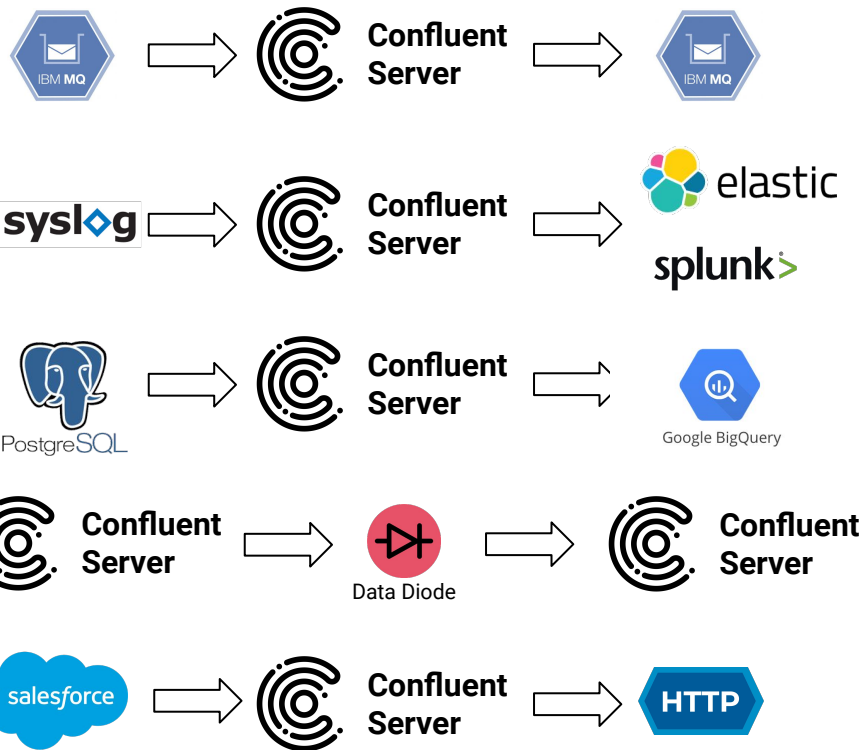 IBM MQ
Confluent
Server
IBM MQ
syslog
Confluent
Server
elastic
splunk>
PostgreSQL
Confluent
Server
Google BigQuery
Confluent
Server
Data Diode
Confluent
Server
salesforce
Confluent
Server
HTTP